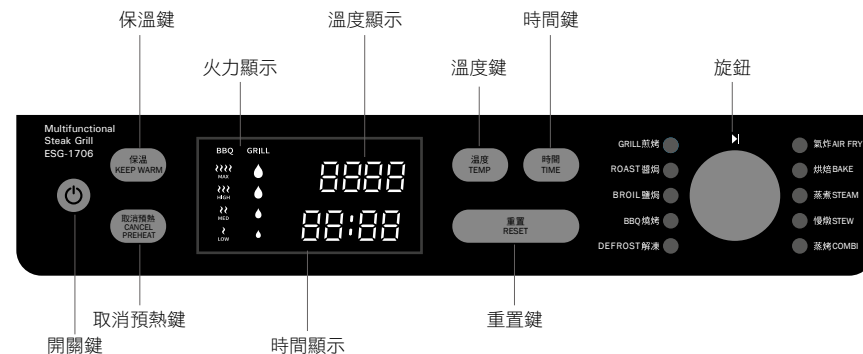 保溫鍵
溫度顯示
時間鍵
火力顯示
溫度鍵
旋鈕
Multifunctional
Steak Grill
ESG-1706
保溫
KEEP WARM
取消預熱
CANCEL
PREHEAT
BBQ GRILL
MAX
HIGH
MED
LOW
8888
88:88
溫度
TEMP
時間
TIME
重置
RESET
GRILL煎烤
ROAST醬焗
BROIL鹽焗
BBQ燒烤
DEFROST解凍
氣炸AIR FRY
烘焙BAKE
蒸煮STEAM
慢燉STEW
蒸烤COMBI
取消預熱鍵
重置鍵
開關鍵
時間顯示